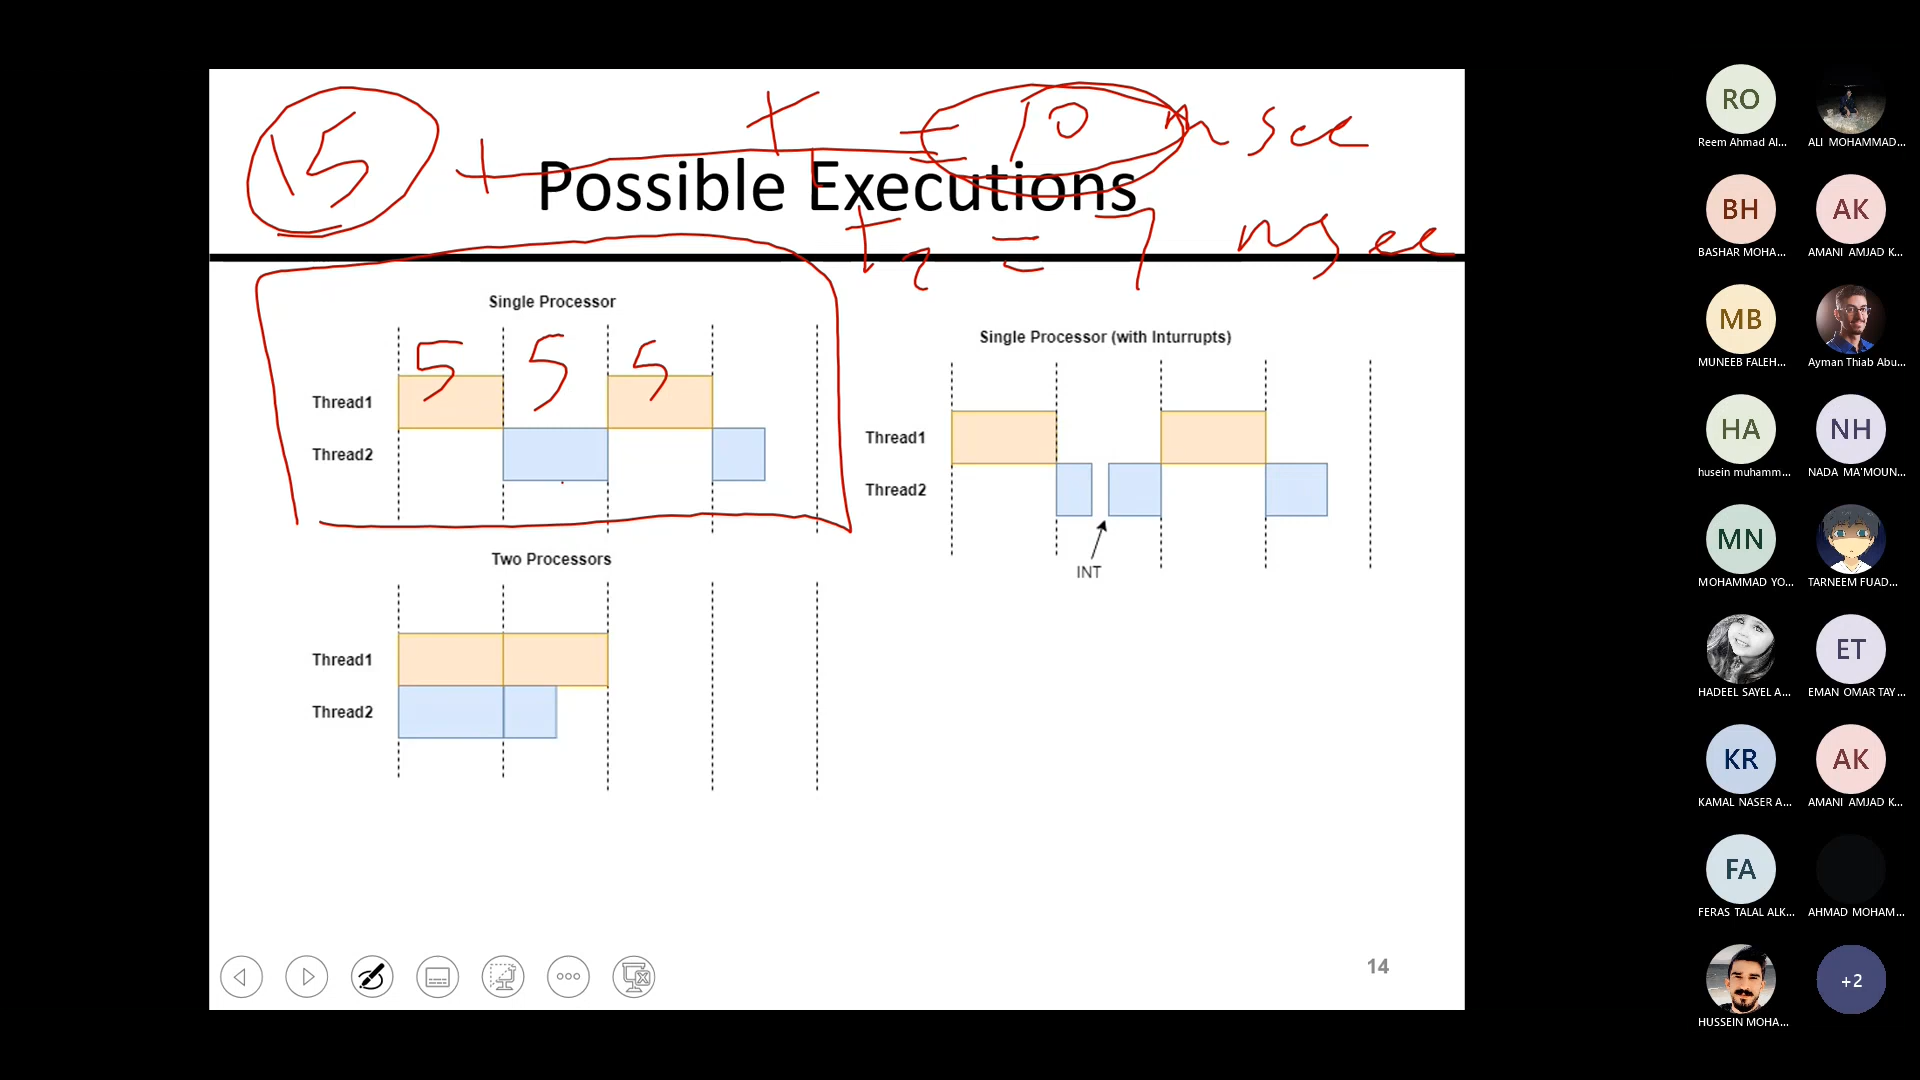 15
t1 = 10 msec
Possible Executions
t2 = 7 msec
Single Processor
5 5 5
Thread1
Thread2
Single Processor (with Inturrupts)
Thread1
Thread2
INT
Two Processors
Thread1
Thread2
14
RO
Reem Ahmad Al...
ALI MOHAMMAD...
BH
BASHAR MOHA...
AK
AMANI AMJAD K...
MB
MUNEEB FALEH...
Ayman Thiab Abu...
HA
husein muhamm...
NH
NADA MA'MOUN...
MN
MOHAMMAD YO...
TARNEEM FUAD...
HADEEL SAYEL A...
ET
EMAN OMAR TAY...
KR
KAMAL NASER A...
AK
AMANI AMJAD K...
FA
FERAS TALAL ALK...
AHMAD MOHAM...
HUSSEIN MOHA...
+2